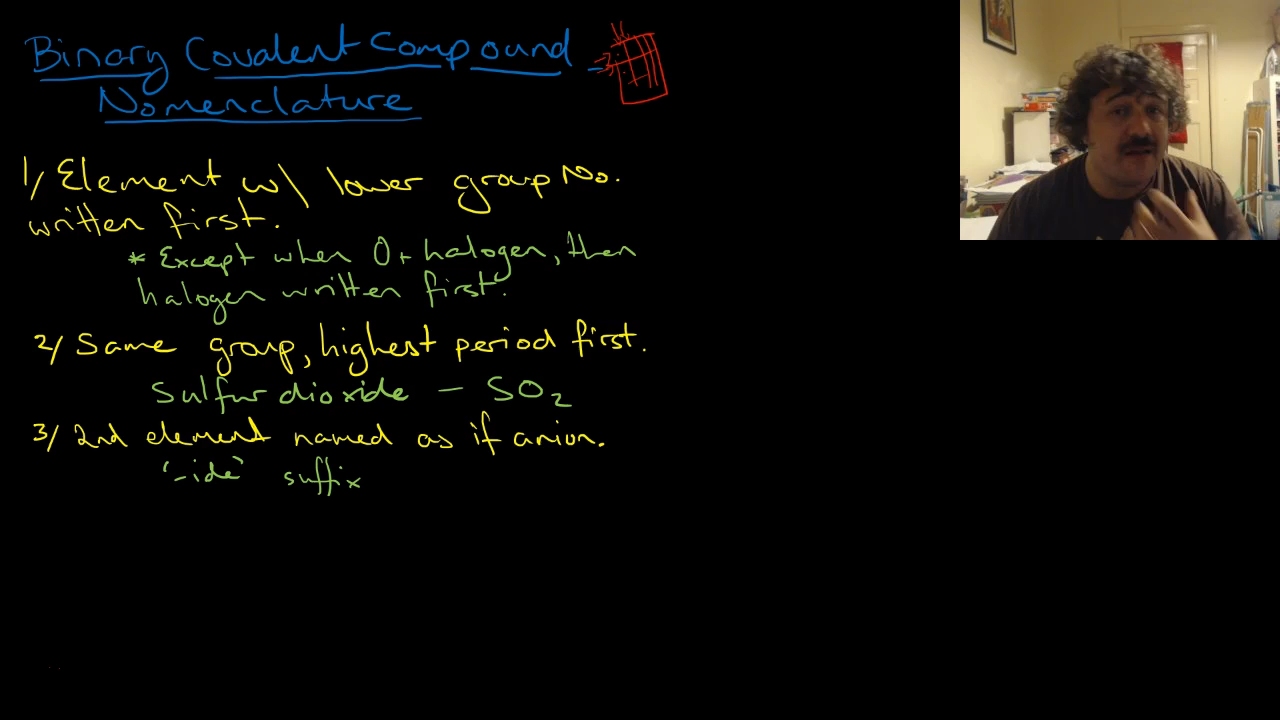 Binary Covalent Compound
Nomenclature
1/ Element w/ lower group No.
written first.
* Except when O + halogen, then
halogen written first.
2/ Same group, highest period first.
Sulfur dioxide – SO₂
3/ 2nd element named as if anion.
'-ide' suffix